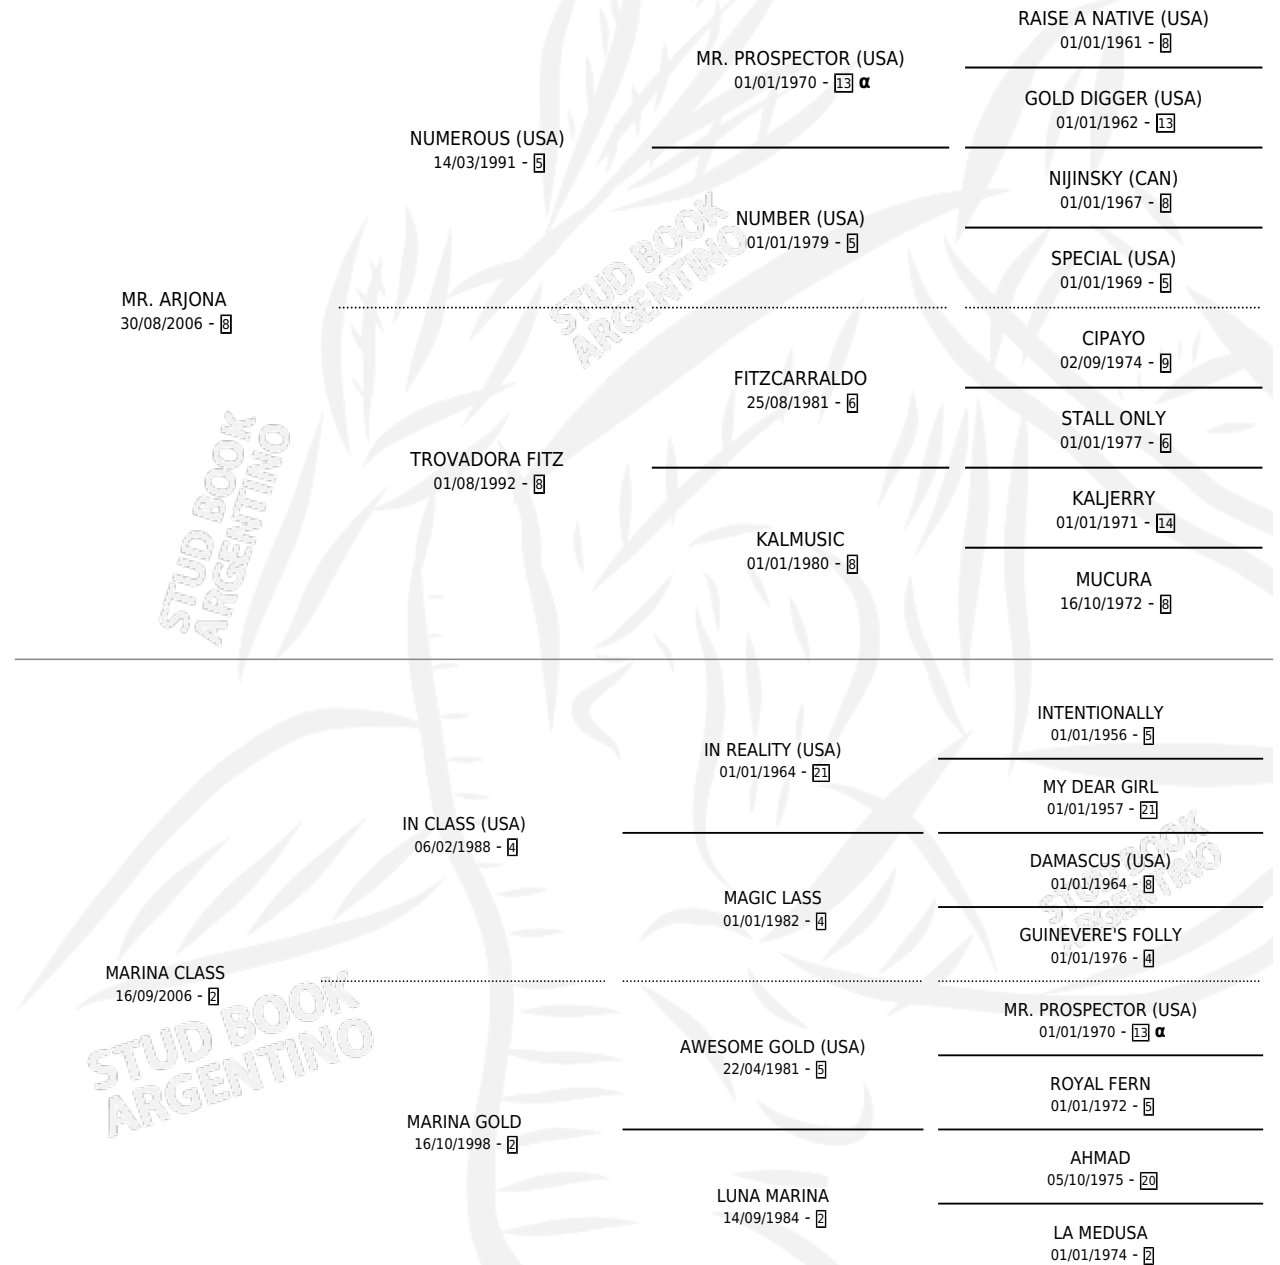 RAISE A NATIVE (USA)
01/01/1961 - 8
MR. PROSPECTOR (USA)
01/01/1970 - 13 α
GOLD DIGGER (USA)
01/01/1962 - 13
NUMEROUS (USA)
14/03/1991 - 5
NIJINSKY (CAN)
01/01/1967 - 8
NUMBER (USA)
01/01/1979 - 5
SPECIAL (USA)
01/01/1969 - 5
MR. ARJONA
30/08/2006 - 8
CIPAYO
02/09/1974 - 9
FITZCARRALDO
25/08/1981 - 6
STALL ONLY
01/01/1977 - 6
TROVADORA FITZ
01/08/1992 - 8
KALJERRY
01/01/1971 - 14
KALMUSIC
01/01/1980 - 8
MUCURA
16/10/1972 - 8
INTENTIONALLY
01/01/1956 - 5
IN REALITY (USA)
01/01/1964 - 21
MY DEAR GIRL
01/01/1957 - 21
IN CLASS (USA)
06/02/1988 - 4
DAMASCUS (USA)
01/01/1964 - 8
MAGIC LASS
01/01/1982 - 4
GUINEVERE'S FOLLY
01/01/1976 - 4
MARINA CLASS
16/09/2006 - 2
MR. PROSPECTOR (USA)
01/01/1970 - 13 α
AWESOME GOLD (USA)
22/04/1981 - 5
ROYAL FERN
01/01/1972 - 5
MARINA GOLD
16/10/1998 - 2
AHMAD
05/10/1975 - 20
LUNA MARINA
14/09/1984 - 2
LA MEDUSA
01/01/1974 - 2
STUD BOOK
ARGENTINO
STUD BOOK
ARGENTINO
STUD BOOK
ARGENTINO
STUD BOOK
ARGENTINO